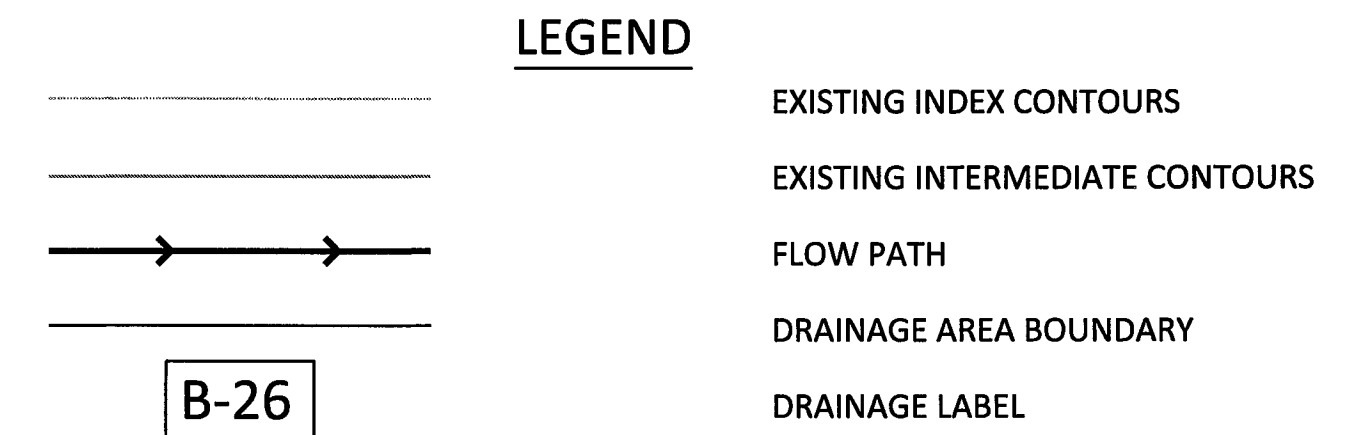 LEGEND
EXISTING INDEX CONTOURS
EXISTING INTERMEDIATE CONTOURS
FLOW PATH
DRAINAGE AREA BOUNDARY
B-26
DRAINAGE LABEL